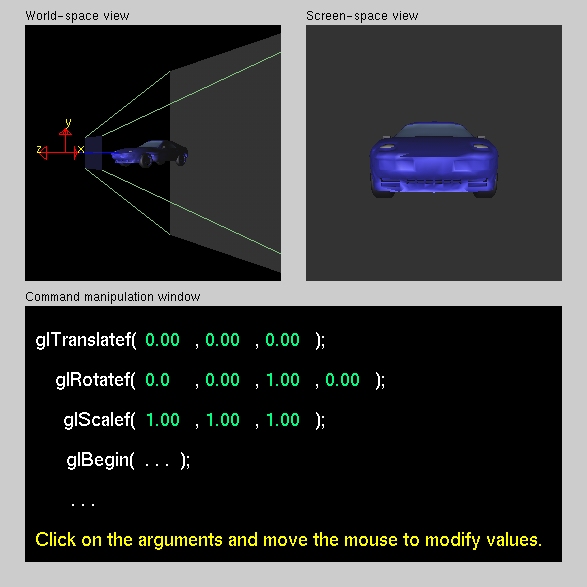 World-space view
Screen-space view
y
z
x
Command manipulation window
glTranslatef( 0.00 , 0.00 , 0.00 );
glRotatef( 0.0 , 0.00 , 1.00 , 0.00 );
glScalef( 1.00 , 1.00 , 1.00 );
glBegin( . . . );
. . .
Click on the arguments and move the mouse to modify values.